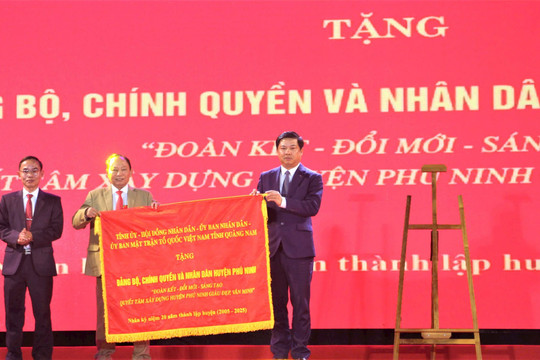 TẶNG
G BỘ, CHÍNH QUYỀN VÀ NHÂN DÂ
"ĐOÀN KẾT - ĐỔI MỚI - SÁN
ẾT TÂM XÂY DỰNG HUYỆN PHÚ NINH
n thành lập hu
TỈNH ỦY - HỘI ĐỒNG NHÂN DÂN - ỦY BAN NHÂN DÂN -
ỦY BAN MẶT TRẬN TỔ QUỐC VIỆT NAM TỈNH QUẢNG NAM
TẶNG
ĐẢNG BỘ, CHÍNH QUYỀN VÀ NHÂN DÂN HUYỆN PHÚ NINH
"ĐOÀN KẾT - ĐỔI MỚI - SÁNG TẠO
QUYẾT TÂM XÂY DỰNG HUYỆN PHÚ NINH GIÀU ĐẸP, VĂN MINH"
Nhân kỷ niệm 20 năm thành lập huyện (2005 - 2025)